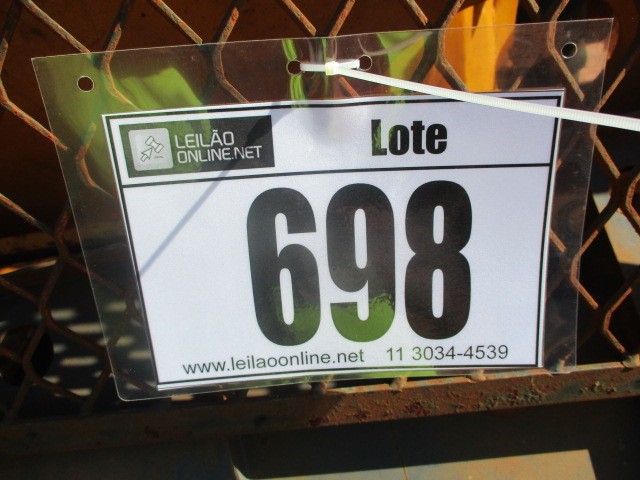 LEILÃO
ONLINE.NET
Lote
698
www.leilaoonline.net 11 3034-4539